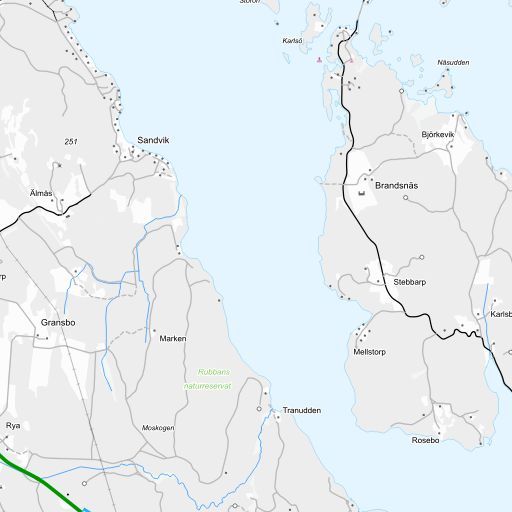 Storön
Karlsö
Näsudden
Björkevik
251
Sandvik
Brandsnäs
Älmås
rp
Stebbarp
Karlsb
Gransbo
Marken
Mellstorp
Rubbans
naturreservat
Tranudden
Rya
Moskogen
Rosebo